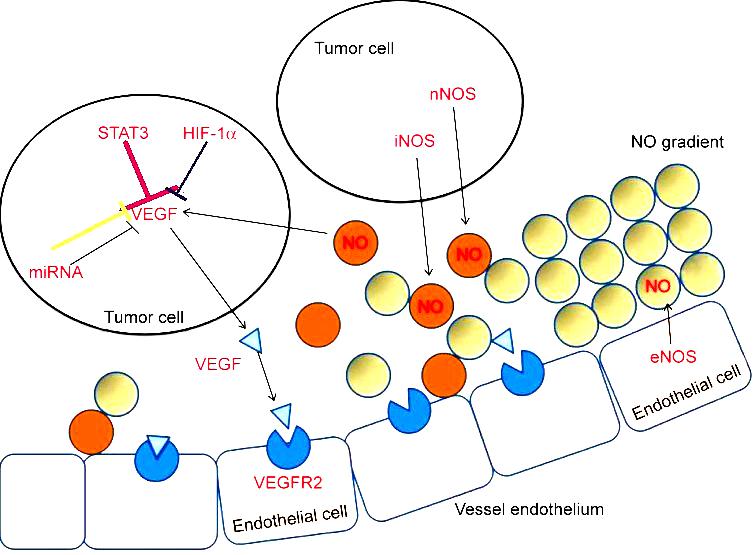 Tumor cell
nNOS
iNOS
STAT3
HIF-1α
NO gradient
VEGF
NO
NO
NO
NO
miRNA
Tumor cell
VEGF
eNOS
Endothelial cell
VEGFR2
Endothelial cell
Vessel endothelium